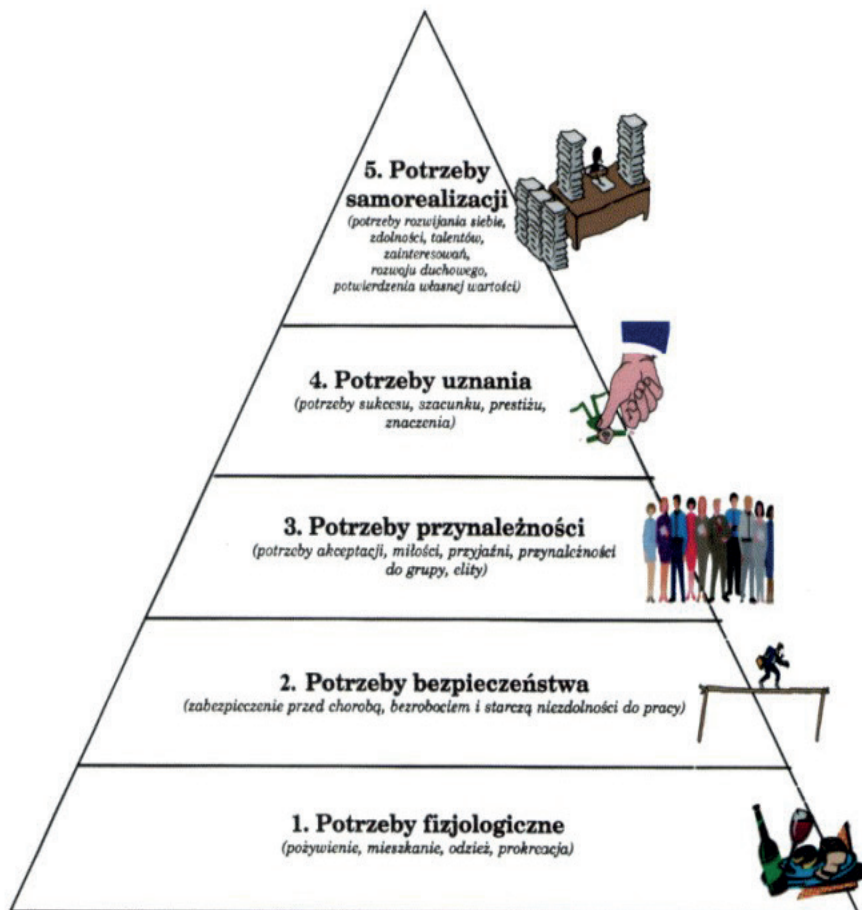 5. Potrzeby
samorealizacji
(potrzeby rozwijania siebie,
zdolności, talentów,
zainteresowań,
rozwoju duchowego,
potwierdzenia własnej wartości)
4. Potrzeby uznania
(potrzeby sukcesu, szacunku, prestiżu,
znaczenia)
3. Potrzeby przynależności
(potrzeby akceptacji, miłości, przyjaźni, przynależności
do grupy, elity)
2. Potrzeby bezpieczeństwa
(zabezpieczenie przed chorobą, bezrobociem i starczą niezdolności do pracy)
1. Potrzeby fizjologiczne
(pożywienie, mieszkanie, odzież, prokreacja)